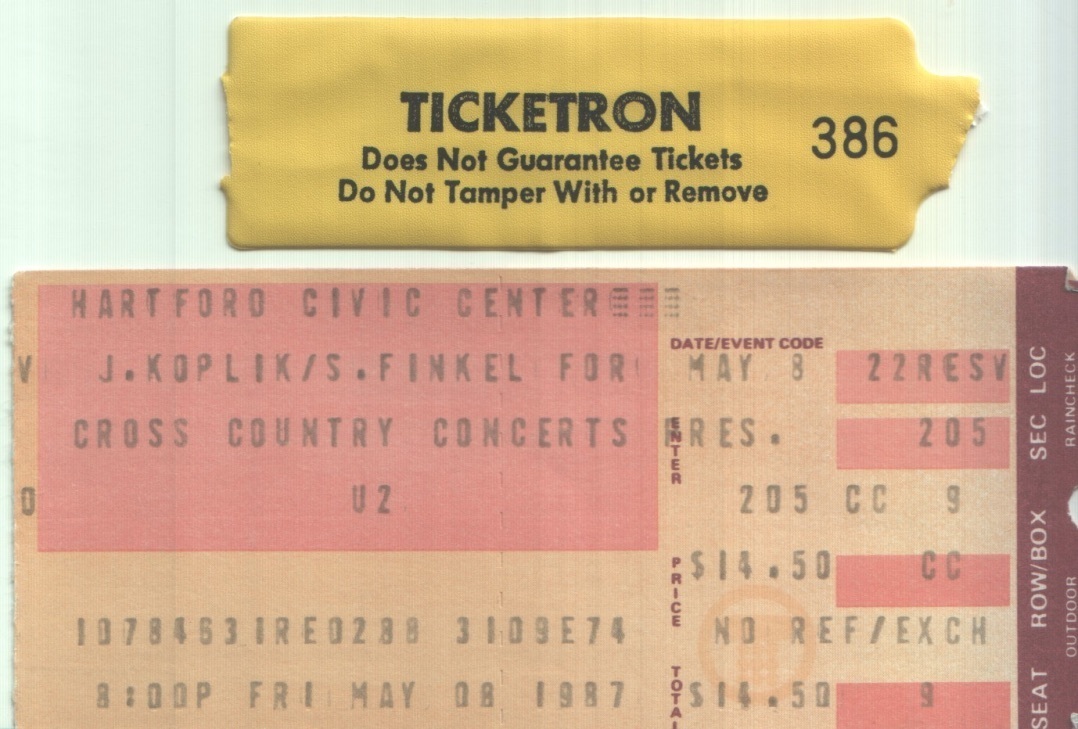 TICKETRON
Does Not Guarantee Tickets
Do Not Tamper With or Remove
386
HARTFORD CIVIC CENTER
DATE/EVENT CODE
V J.KOPLIK/S.FINKEL FOR MAY 8 22RESV
CROSS COUNTRY CONCERTS RES. 205
ENTER
0 U2 205 CC 9
PRICE
$14.50 CC
NO REF/EXCH
8:00P FRI MAY 08 1987 $14.50 9
TOTAL
SEC LOC
ROW/BOX
SEAT
RAINCHECK
OUTDOOR